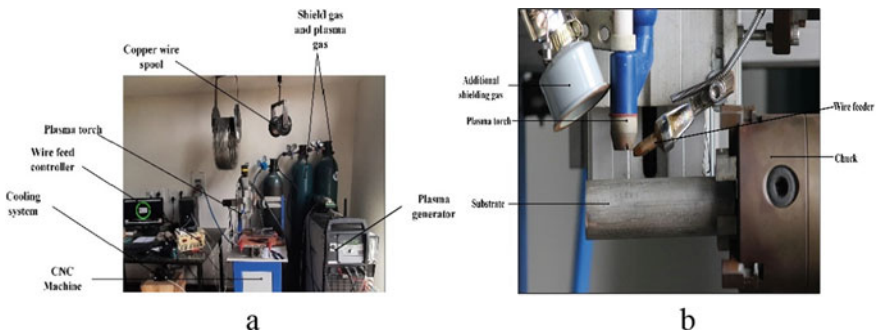 Shield gas
and plasma
gas
Copper wire
spool
Plasma torch
Wire feed
controller
Cooling
system
CNC
Machine
Plasma
generator
a
Additional
shielding gas
Plasma torch
Wire feeder
Chuck
Substrate
b